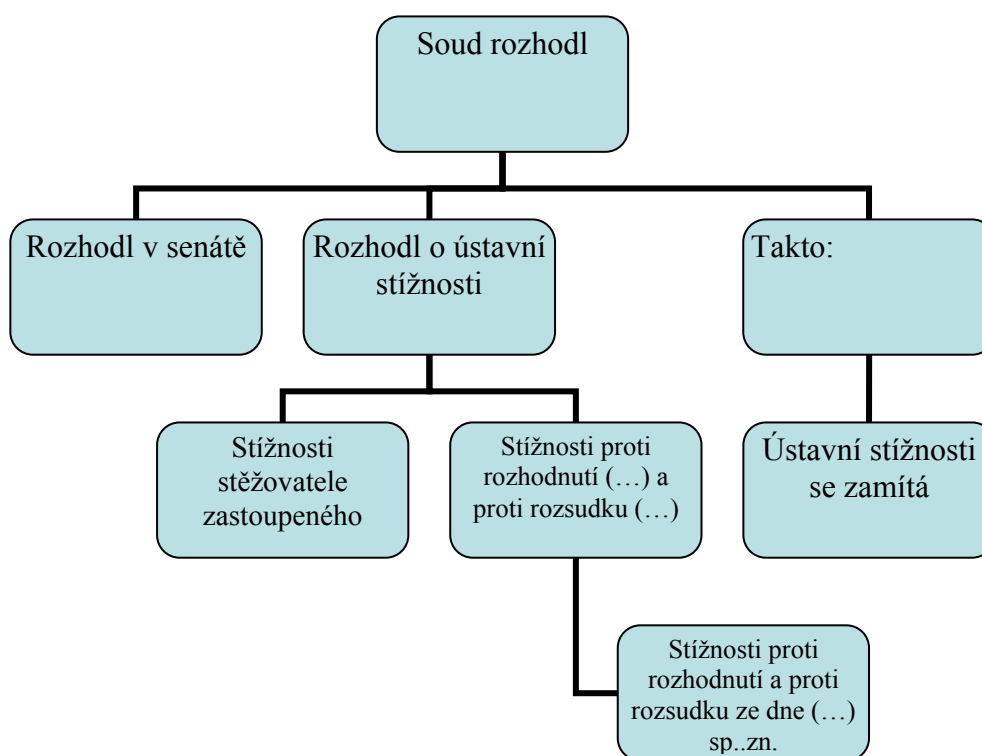 Soud rozhodl
Rozhodl v senátě
Rozhodl o ústavní
stížnosti
Takto:
Stížnosti
stěžovatele
zastoupeného
Stížnosti proti
rozhodnutí (…) a
proti rozsudku (…)
Ústavní stížnosti
se zamítá
Stížnosti proti
rozhodnutí a proti
rozsudku ze dne (…)
sp..zn.